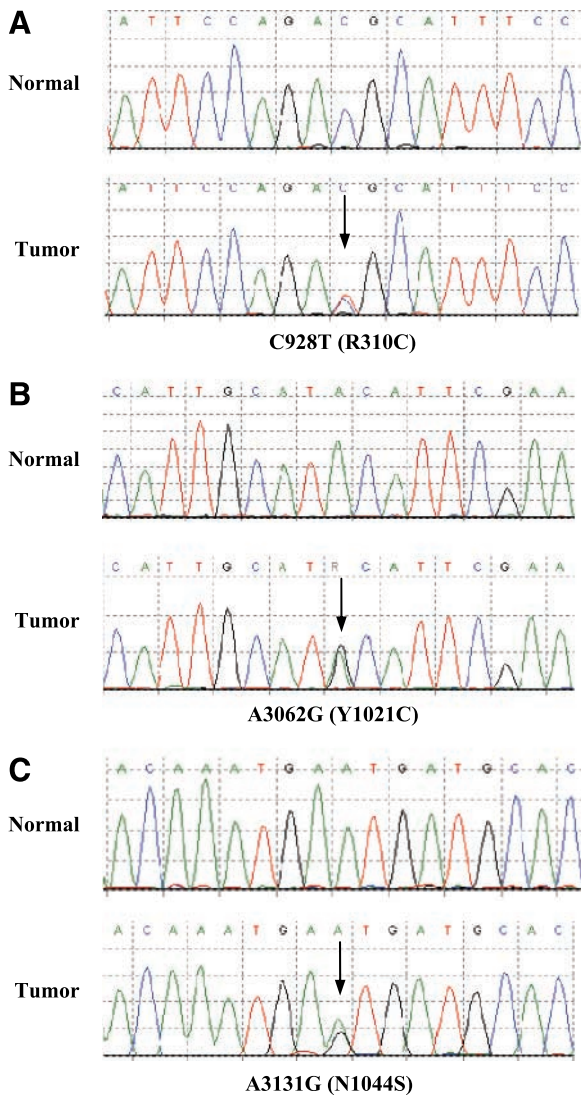 A
A T T C C A G A C G C A T T T C C
Normal
A T T C C A G A C G C A T T T C C
Tumor
C928T (R310C)
B
C A T T G C A T A C A T T C G A A
Normal
C A T T G C A T R C A T T C G A A
Tumor
A3062G (Y1021C)
C
A C A A A T G A A T G A T G C A C
Normal
A C A A A T G A A T G A T G C A C
Tumor
A3131G (N1044S)